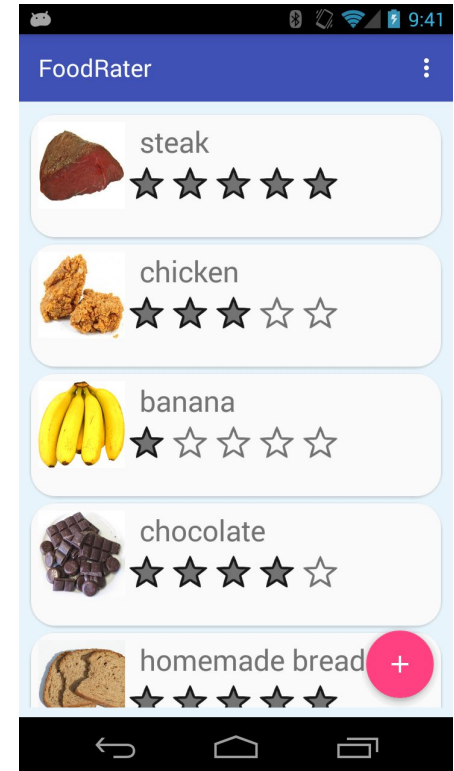 9:41
FoodRater
steak
chicken
banana
chocolate
homemade bread